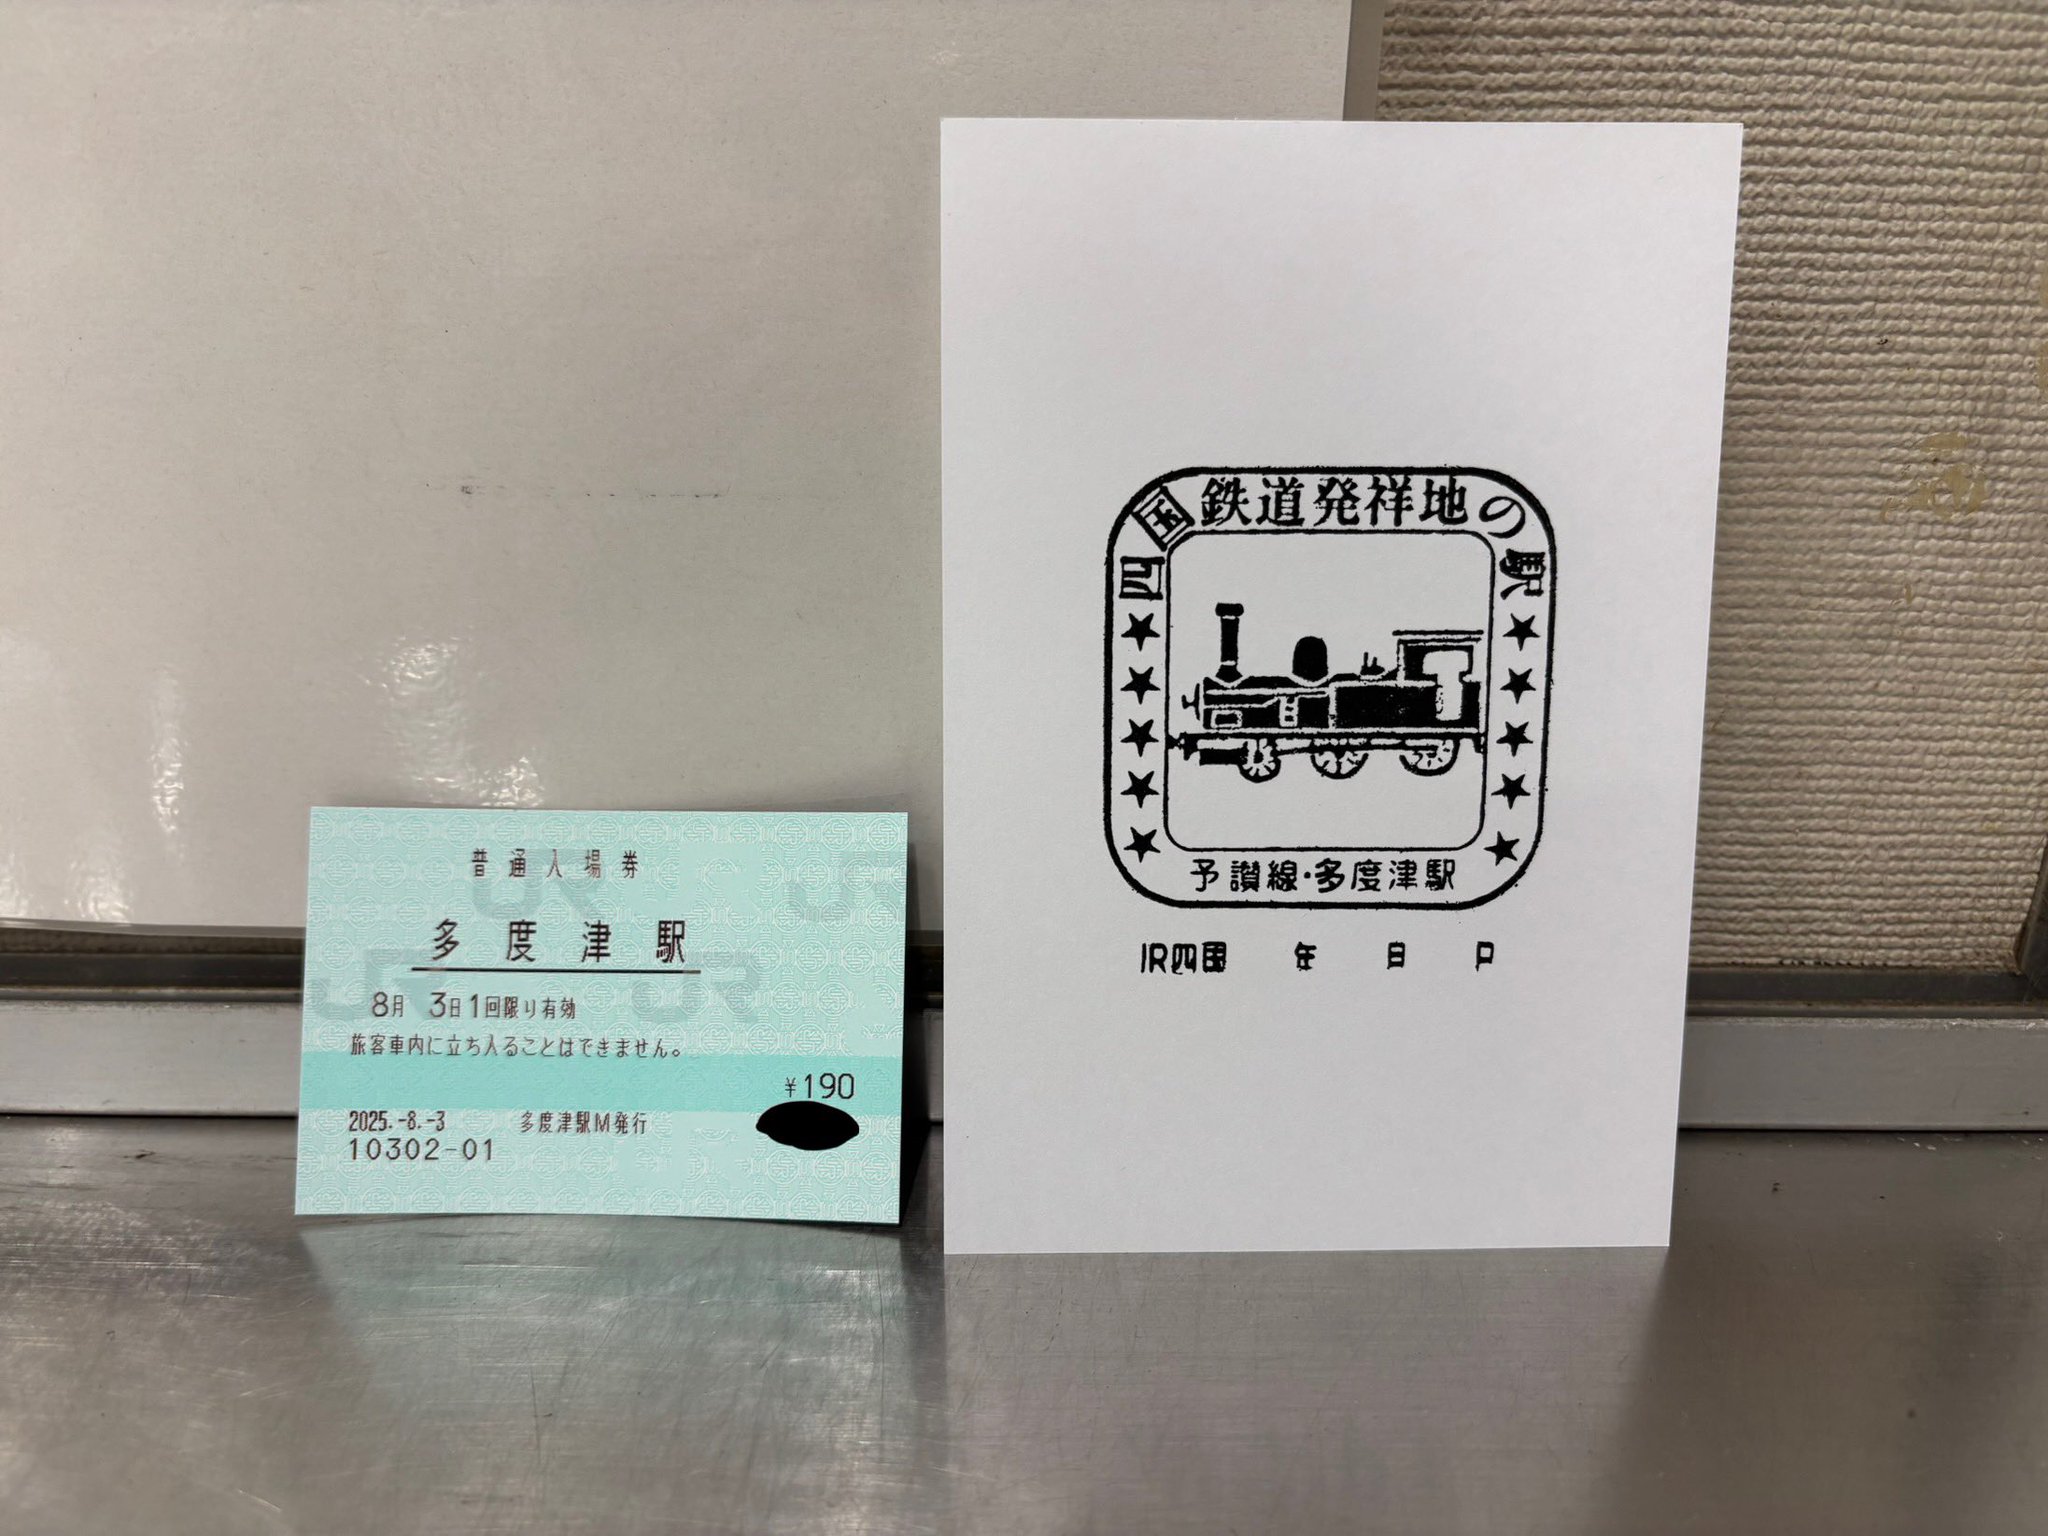 普通入場券
多度津駅
8月 3日1回限り有効
旅客車内に立ち入ることはできません。
¥190
2025.-8.-3 多度津駅M発行
10302-01
四国鉄道発祥地の駅
予讃線・多度津駅
JR四国 年 月 日